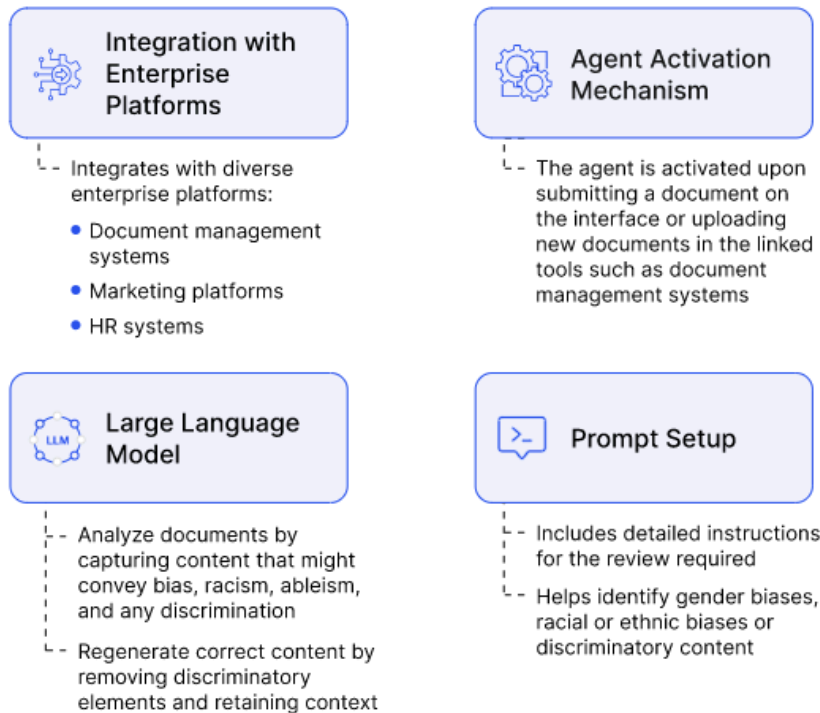 Integration with
Enterprise
Platforms
Integrates with diverse
enterprise platforms:
Document management
systems
Marketing platforms
HR systems
Agent Activation
Mechanism
The agent is activated upon
submitting a document on
the interface or uploading
new documents in the linked
tools such as document
management systems
LLM
Large Language
Model
Analyze documents by
capturing content that might
convey bias, racism, ableism,
and any discrimination
Regenerate correct content by
removing discriminatory
elements and retaining context
>_
Prompt Setup
Includes detailed instructions
for the review required
Helps identify gender biases,
racial or ethnic biases or
discriminatory content